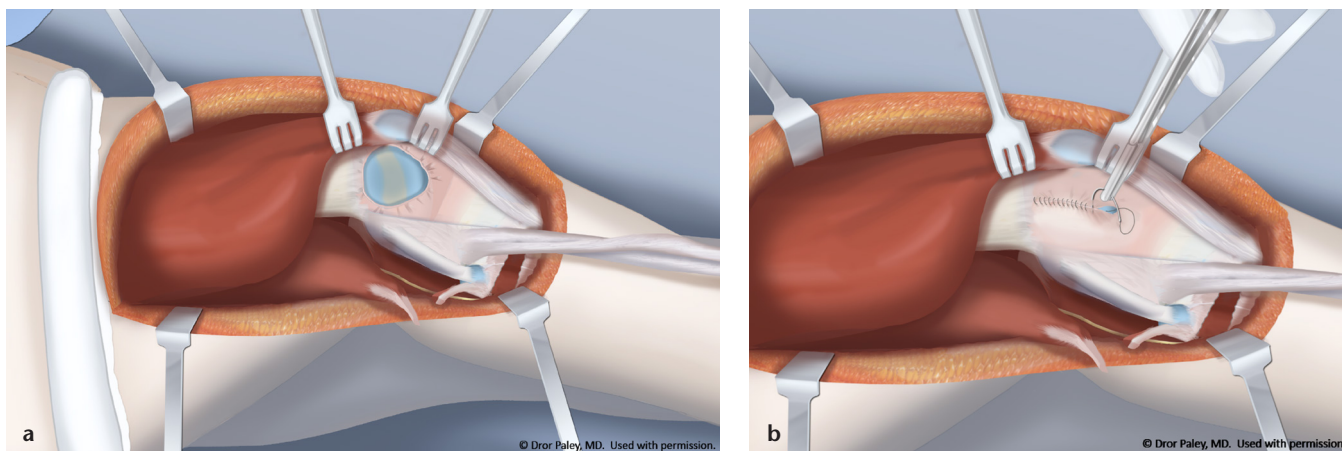 a
© Dror Paley, MD. Used with permission.
b
© Dror Paley, MD. Used with permission